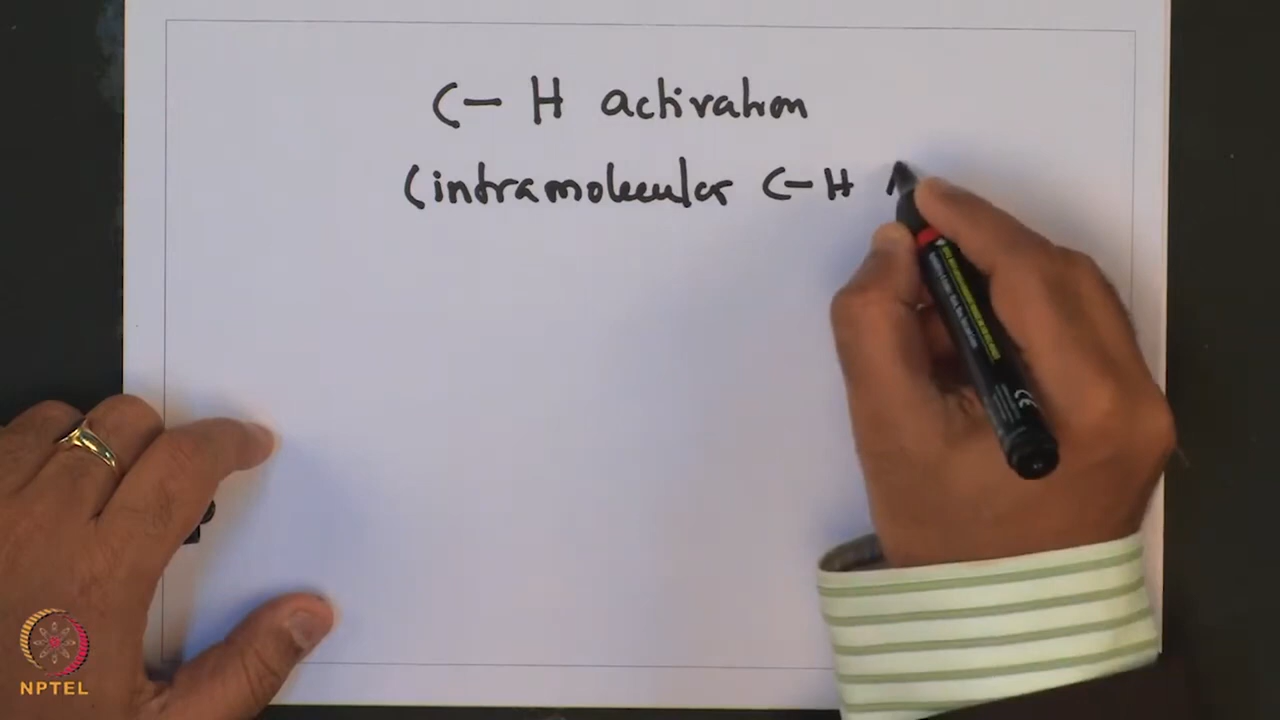 C- H activation
(intramolecular C-H
NPTEL